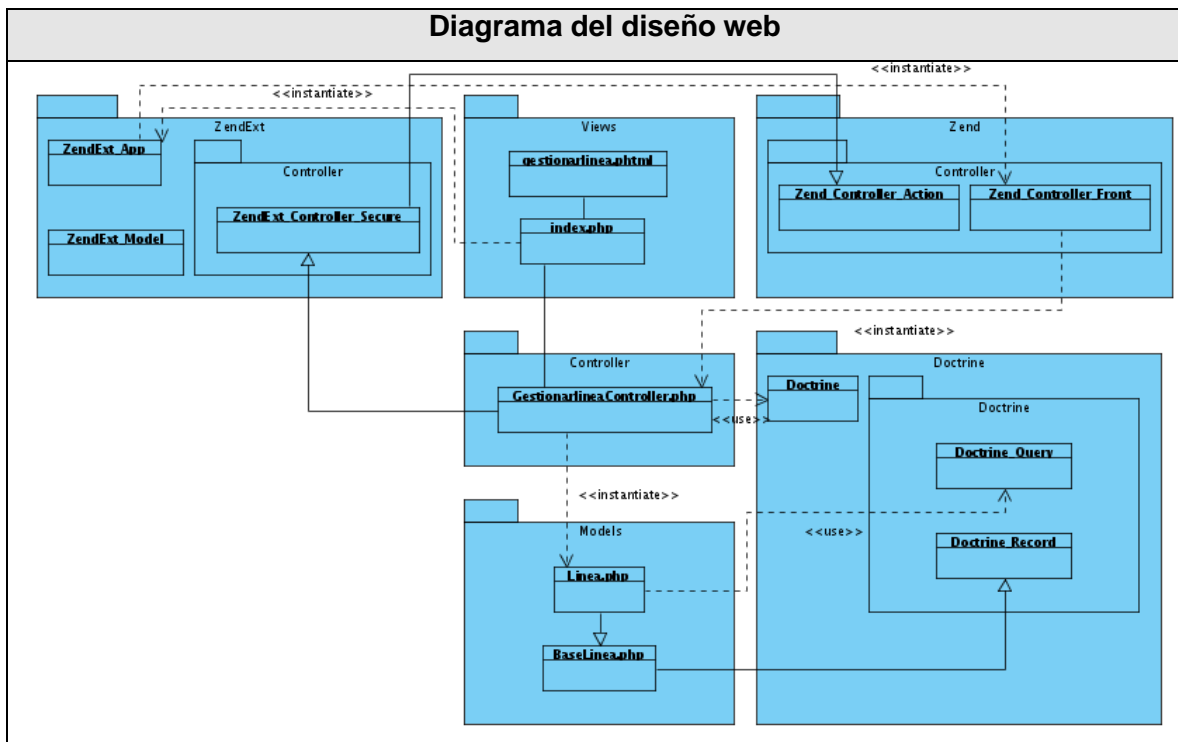 Diagrama del diseño web
<<instantiate>>
<<instantiate>>
ZendExt
ZendExt_App
Controller
ZendExt_Controller_Secure
ZendExt_Model
Views
gestionarlinea.phtml
index.php
Zend
Controller
Zend_Controller_Action
Zend_Controller_Front
<<instantiate>>
Controller
GestionarlineaController.php
<<use>>
Doctrine
Doctrine
Doctrine
Doctrine_Query
<<use>>
Doctrine_Record
<<instantiate>>
Models
Linea.php
BaseLinea.php